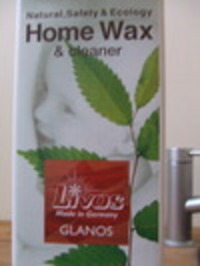 Natural,Safety & Ecology
Home Wax
& cleaner
Livos
Made in Germany
GLANOS